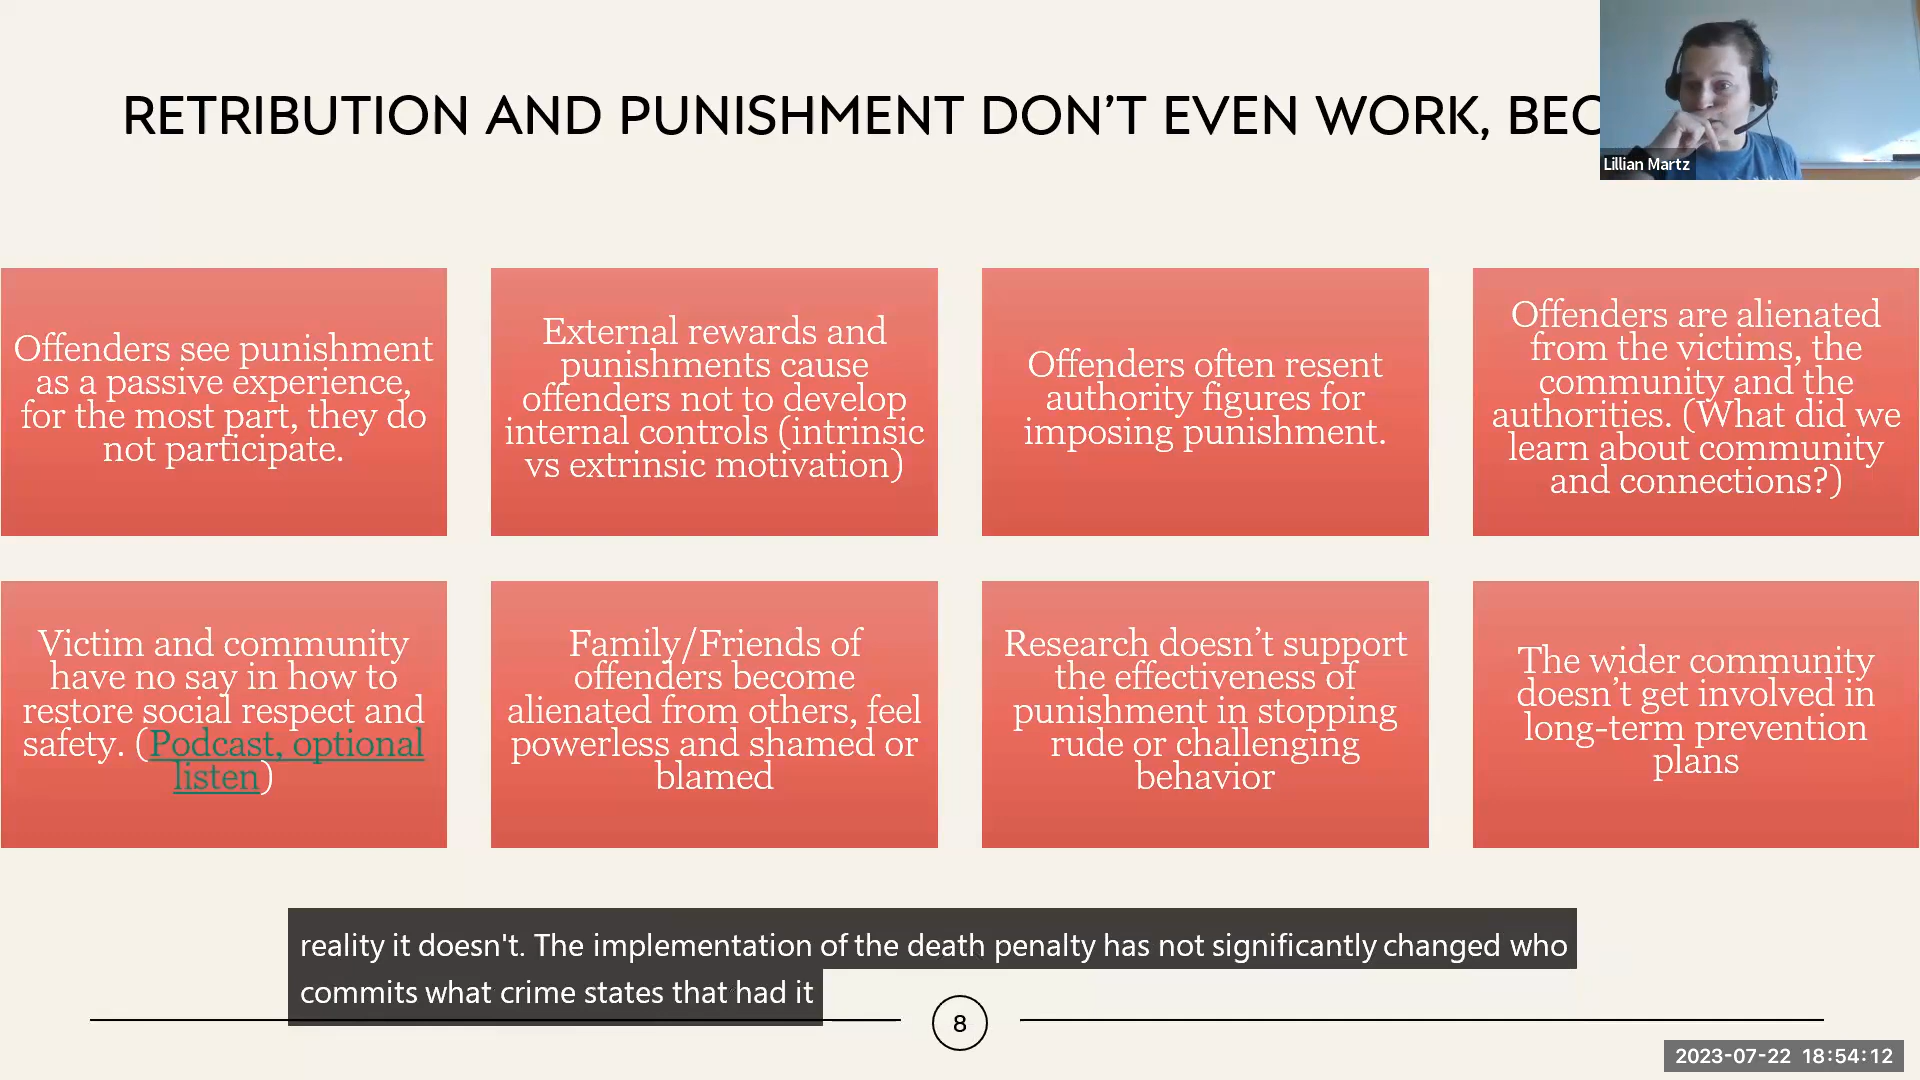 RETRIBUTION AND PUNISHMENT DON'T EVEN WORK,
Lillian Martz
Offenders see punishment
as a passive experience,
for the most part, they do
not participate.
External rewards and
punishments cause
offenders not to develop
internal controls (intrinsic
vs extrinsic motivation)
Offenders often resent
authority figures for
imposing punishment.
Offenders are alienated
from the victims, the
community and the
authorities. (What did we
learn about community
and connections?)
Victim and community
have no say in how to
restore social respect and
safety. (Podcast, optional
listen)
Family/Friends of
offenders become
alienated from others, feel
powerless and shamed or
blamed
Research doesn't support
the effectiveness of
punishment in stopping
rude or challenging
behavior
The wider community
doesn't get involved in
long-term prevention
plans
reality it doesn't. The implementation of the death penalty has not significantly changed who
commits what crime states that had it
8
2023-07-22 18:54:12